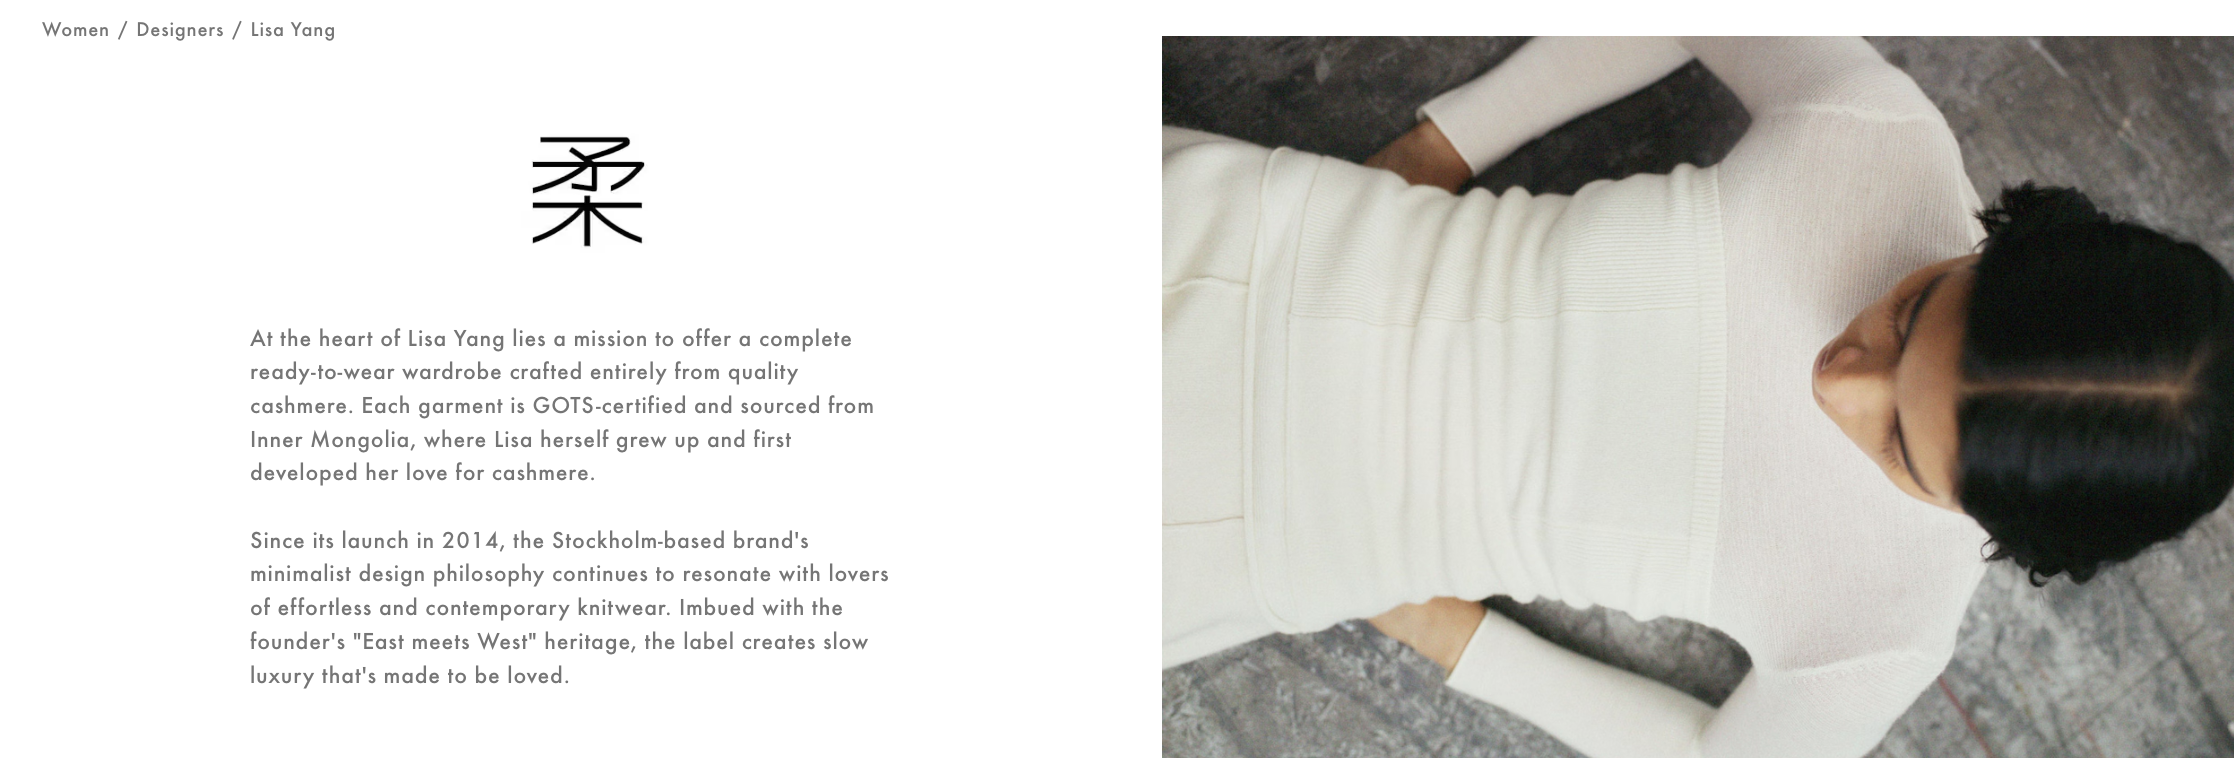 Women / Designers / Lisa Yang
柔
At the heart of Lisa Yang lies a mission to offer a complete
ready-to-wear wardrobe crafted entirely from quality
cashmere. Each garment is GOTS-certified and sourced from
Inner Mongolia, where Lisa herself grew up and first
developed her love for cashmere.
Since its launch in 2014, the Stockholm-based brand's
minimalist design philosophy continues to resonate with lovers
of effortless and contemporary knitwear. Imbued with the
founder's "East meets West" heritage, the label creates slow
luxury that's made to be loved.